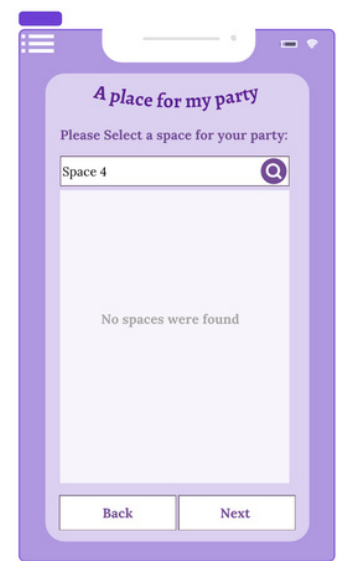 A place for my party
Please Select a space for your party:
Space 4
No spaces were found
Back
Next